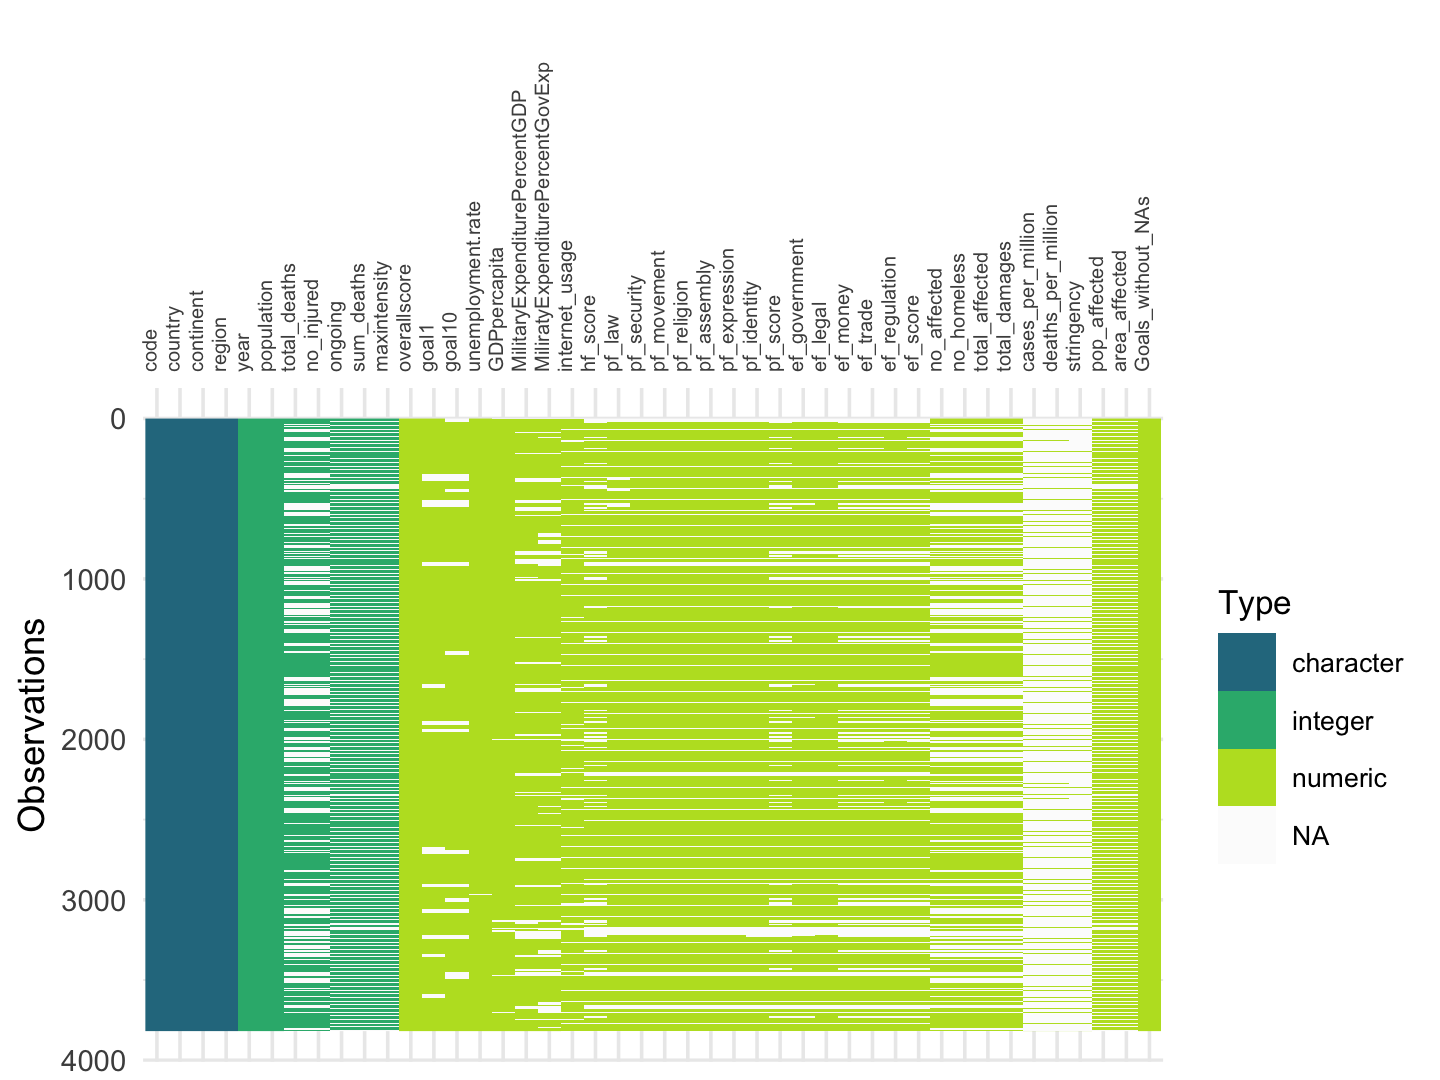 code
country
continent
region
year
population
total_deaths
no_injured
ongoing
sum_deaths
maxintensity
overallscore
goal1
goal10
unemployment.rate
GDPpercapita
MilitaryExpenditurePercentGDP
MiliratyExpenditurePercentGovExp
internet_usage
hf_score
pf_law
pf_security
pf_movement
pf_religion
pf_assembly
pf_expression
pf_identity
pf_score
ef_government
ef_legal
ef_money
ef_trade
ef_regulation
ef_score
no_affected
no_homeless
total_affected
total_damages
cases_per_million
deaths_per_million
stringency
pop_affected
area_affected
Goals_without_NAs
0
1000
2000
3000
4000
Observations
Type
character
integer
numeric
NA